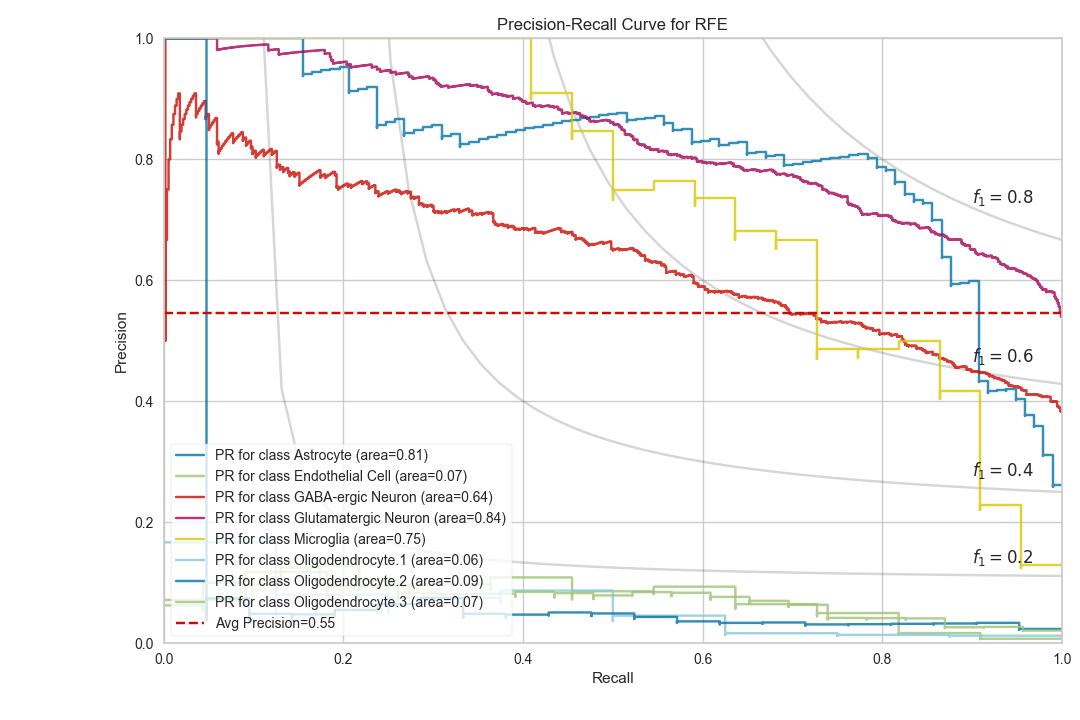 Precision-Recall Curve for RFE
1.0
0.8
0.6
0.4
0.2
0.0
Precision
f1 = 0.8
f1 = 0.6
f1 = 0.4
f1 = 0.2
PR for class Astrocyte (area=0.81)
PR for class Endothelial Cell (area=0.07)
PR for class GABA-ergic Neuron (area=0.64)
PR for class Glutamatergic Neuron (area=0.84)
PR for class Microglia (area=0.75)
PR for class Oligodendrocyte.1 (area=0.06)
PR for class Oligodendrocyte.2 (area=0.09)
PR for class Oligodendrocyte.3 (area=0.07)
Avg Precision=0.55
0.0 0.2 0.4 0.6 0.8 1.0
Recall